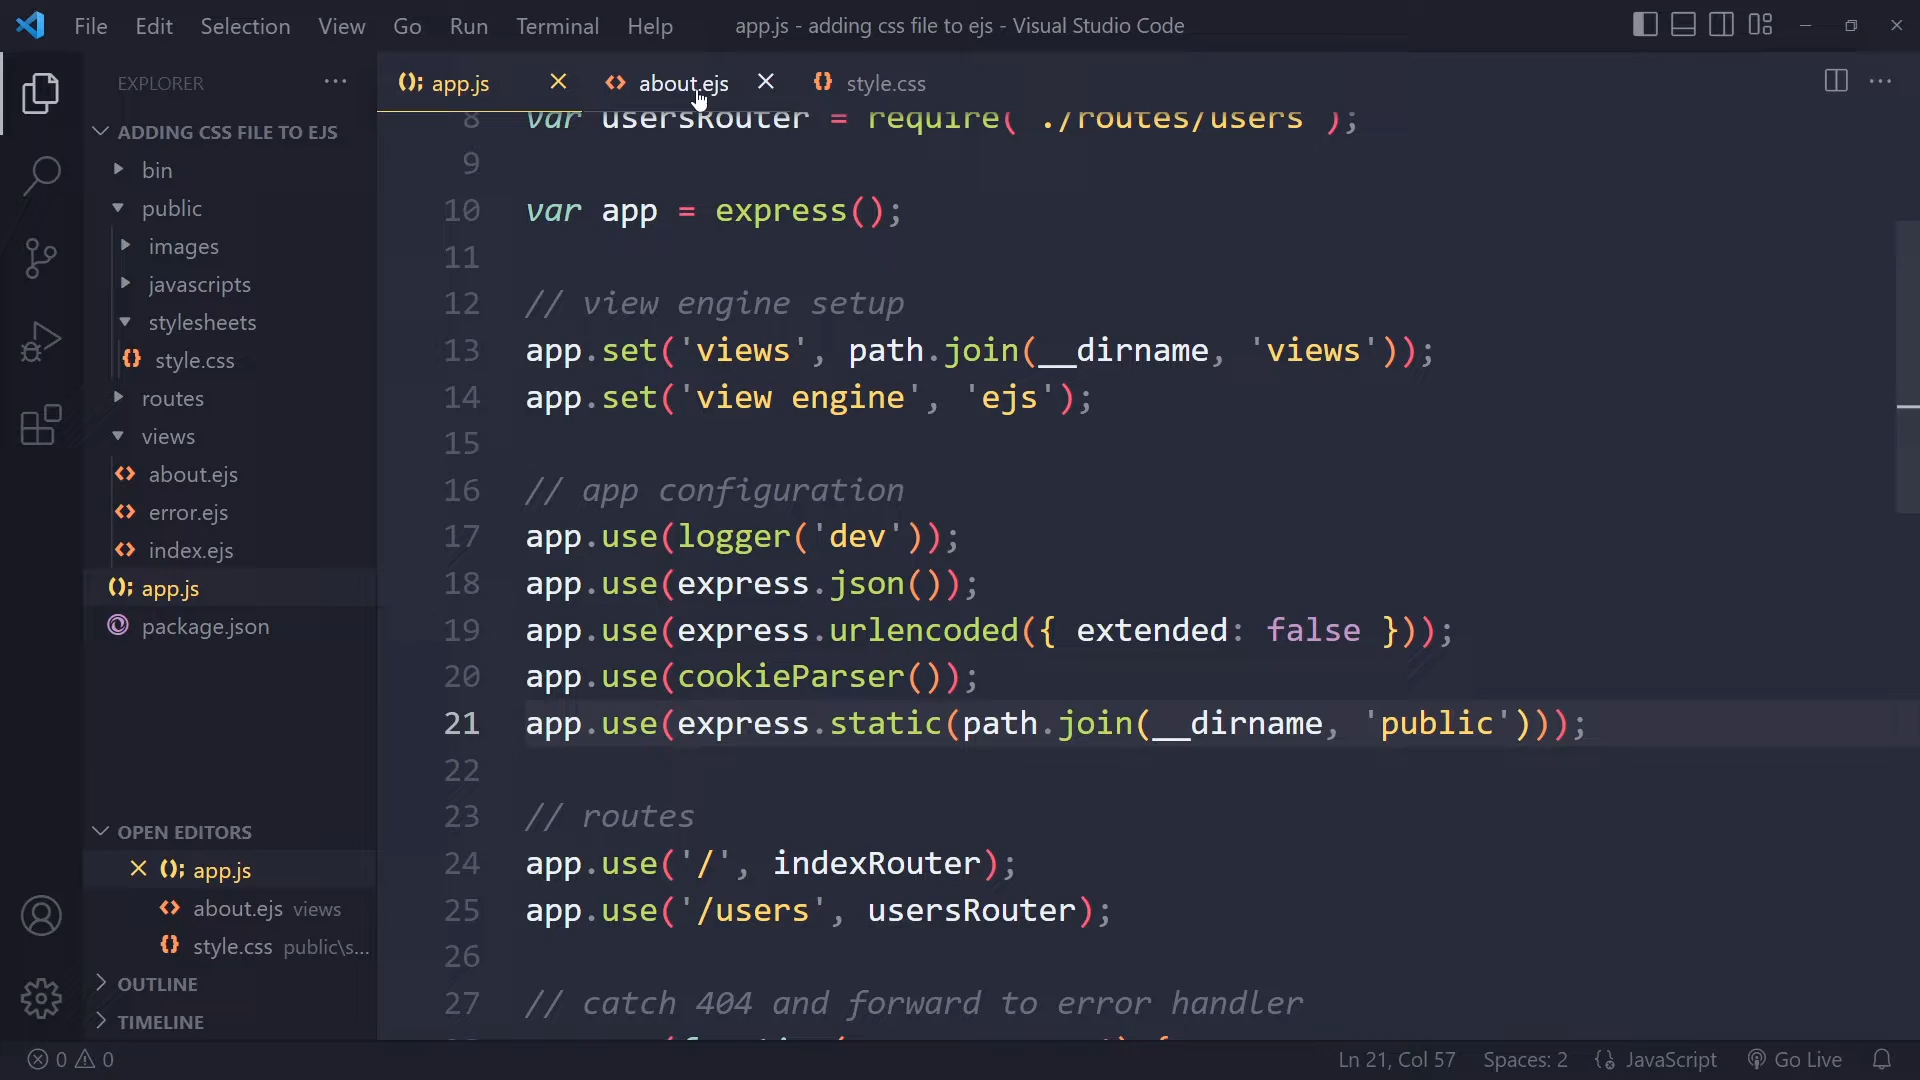 File Edit Selection View Go Run Terminal Help app.js - adding css file to ejs - Visual Studio Code
EXPLORER
ADDING CSS FILE TO EJS
bin
public
images
javascripts
stylesheets
style.css
routes
views
about.ejs
error.ejs
index.ejs
app.js
package.json
OPEN EDITORS
app.js
about.ejs views
style.css public\s...
OUTLINE
TIMELINE
app.js about.ejs style.css
8 var usersRouter = require('./routes/users');
9
10 var app = express();
11
12 // view engine setup
13 app.set('views', path.join(__dirname, 'views'));
14 app.set('view engine', 'ejs');
15
16 // app configuration
17 app.use(logger('dev'));
18 app.use(express.json());
19 app.use(express.urlencoded({ extended: false }));
20 app.use(cookieParser());
21 app.use(express.static(path.join(__dirname, 'public')));
22
23 // routes
24 app.use('/', indexRouter);
25 app.use('/users', usersRouter);
26
27 // catch 404 and forward to error handler
0 0 Ln 21, Col 57 Spaces: 2 JavaScript Go Live